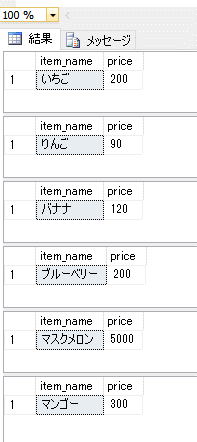 100 %
結果 メッセージ
item_name price
1 いちご 200
item_name price
1 りんご 90
item_name price
1 バナナ 120
item_name price
1 ブルーベリー 200
item_name price
1 マスクメロン 5000
item_name price
1 マンゴー 300